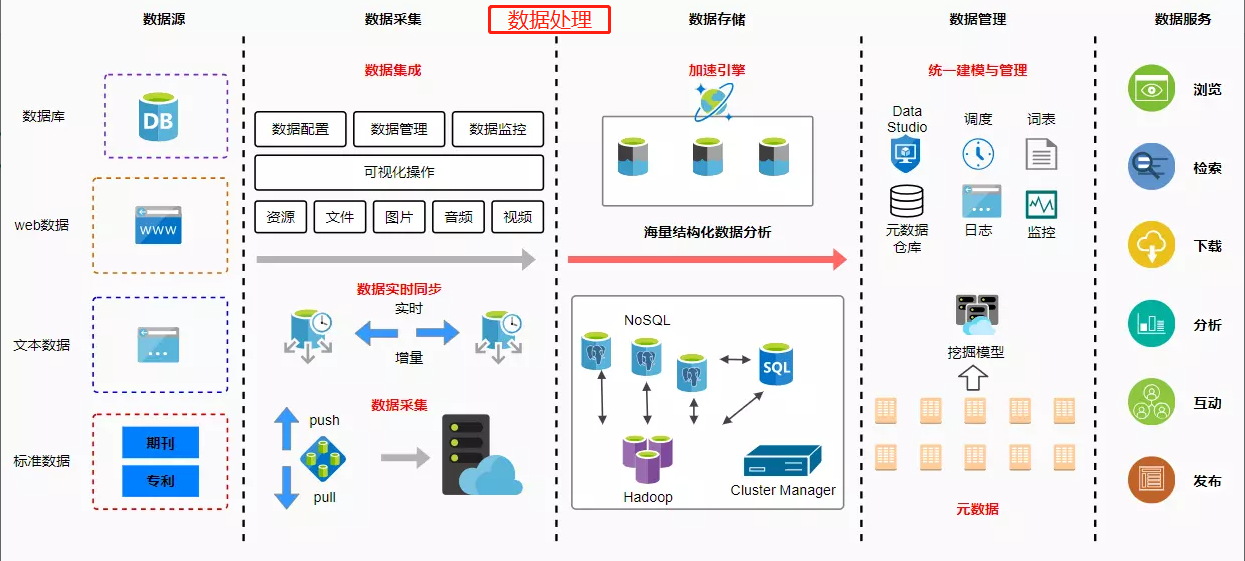 数据源
数据采集
数据处理
数据存储
数据管理
数据服务
数据库
DB
web数据
www
文本数据
...
标准数据
期刊
专利
数据集成
数据配置
数据管理
数据监控
可视化操作
资源
文件
图片
音频
视频
数据实时同步
实时
增量
数据采集
push
pull
加速引擎
海量结构化数据分析
NoSQL
SQL
Hadoop
Cluster Manager
统一建模与管理
Data
Studio
调度
词表
元数据
仓库
...
日志
监控
挖掘模型
元数据
浏览
检索
下载
分析
互动
发布